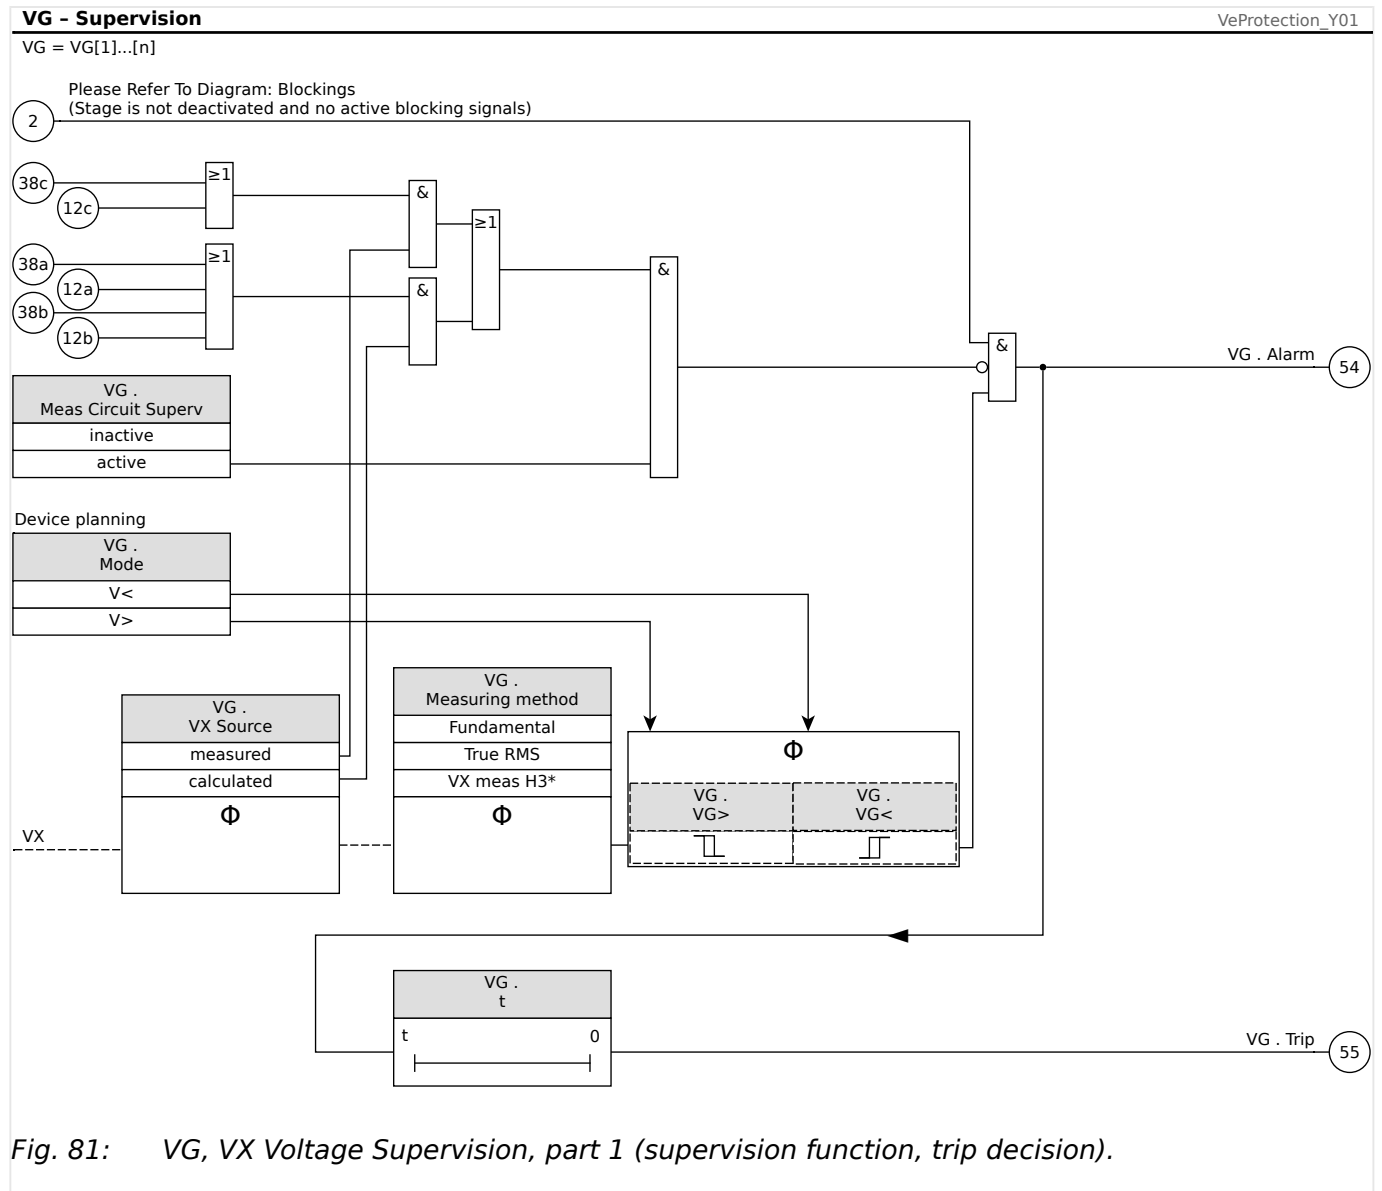 VG – Supervision
VeProtection_Y01
VG = VG[1]...[n]
Please Refer To Diagram: Blockings
(Stage is not deactivated and no active blocking signals)
2
38c
12c
≥1
&
≥1
38a
12a
38b
12b
≥1
&
&
&
VG . Alarm
54
VG .
Meas Circuit Superv
inactive
active
Device planning
VG .
Mode
V<
V>
VG .
VX Source
measured
calculated
Φ
VX
VG .
Measuring method
Fundamental
True RMS
VX meas H3*
Φ
Φ
VG .
VG>
VG .
VG<
VG .
t
t
0
VG . Trip
55
Fig. 81: VG, VX Voltage Supervision, part 1 (supervision function, trip decision).